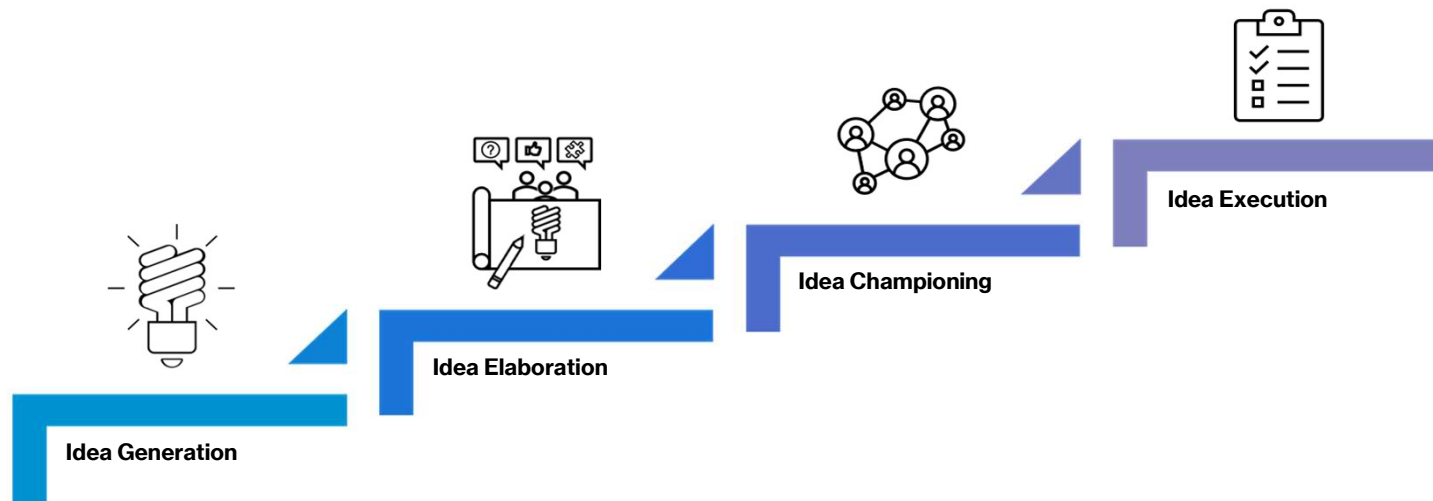 Idea Generation
Idea Elaboration
Idea Championing
Idea Execution